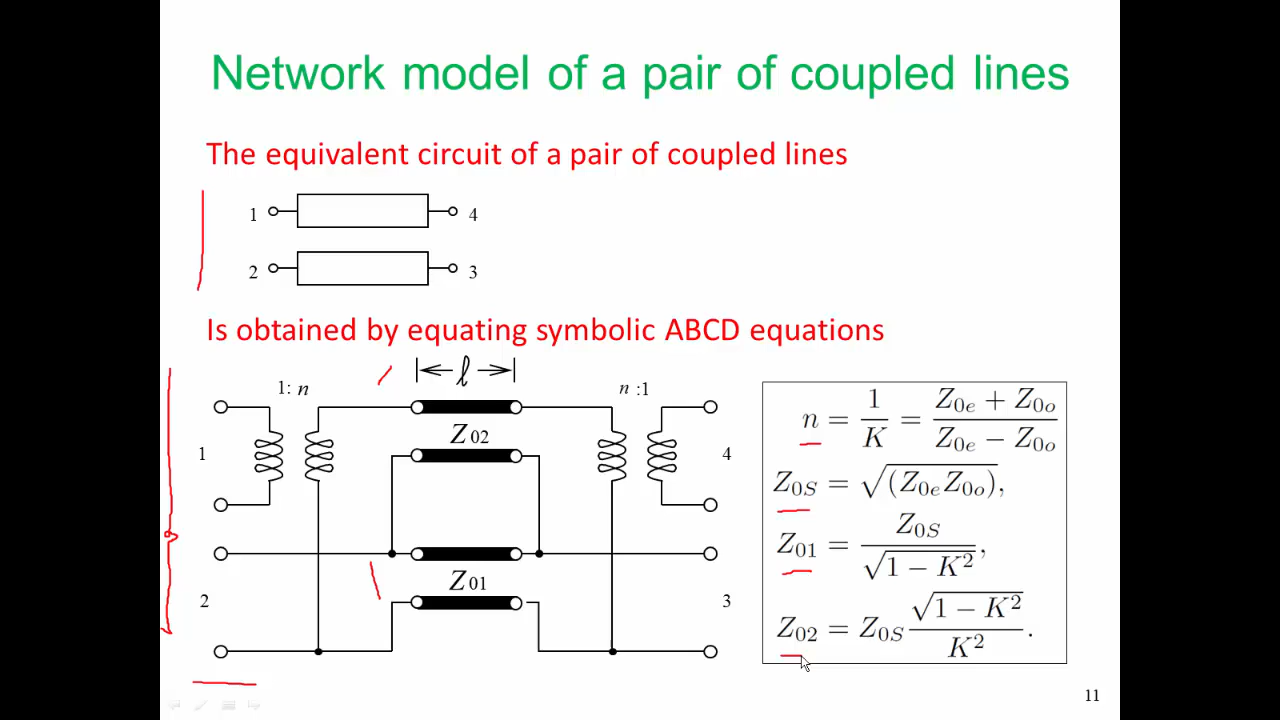 Network model of a pair of coupled lines
The equivalent circuit of a pair of coupled lines
1 4
2 3
Is obtained by equating symbolic ABCD equations
ℓ
1: n n :1
Z02
1 4
Z01
2 3
n = 1/K = (Z0e + Z0o)/(Z0e − Z0o)
Z0S = √(Z0e Z0o),
Z01 = Z0S/√(1 − K²),
Z02 = Z0S √(1 − K²)/K².
11